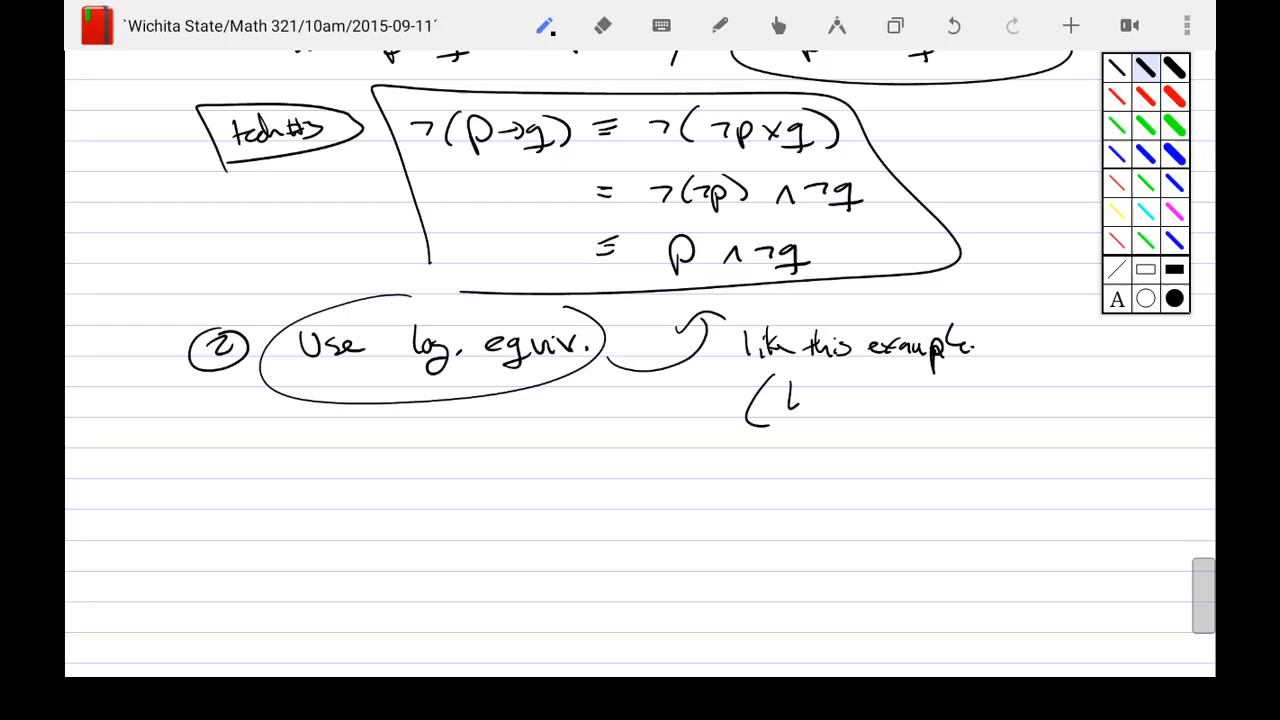 `Wichita State/Math 321/10am/2015-09-11´
p q p q
tech#3 ¬(p→q) ≡ ¬(¬p∨q)
= ¬(¬p) ∧ ¬q
≡ p ∧ ¬q
② Use log. equiv. like this example.
(
A